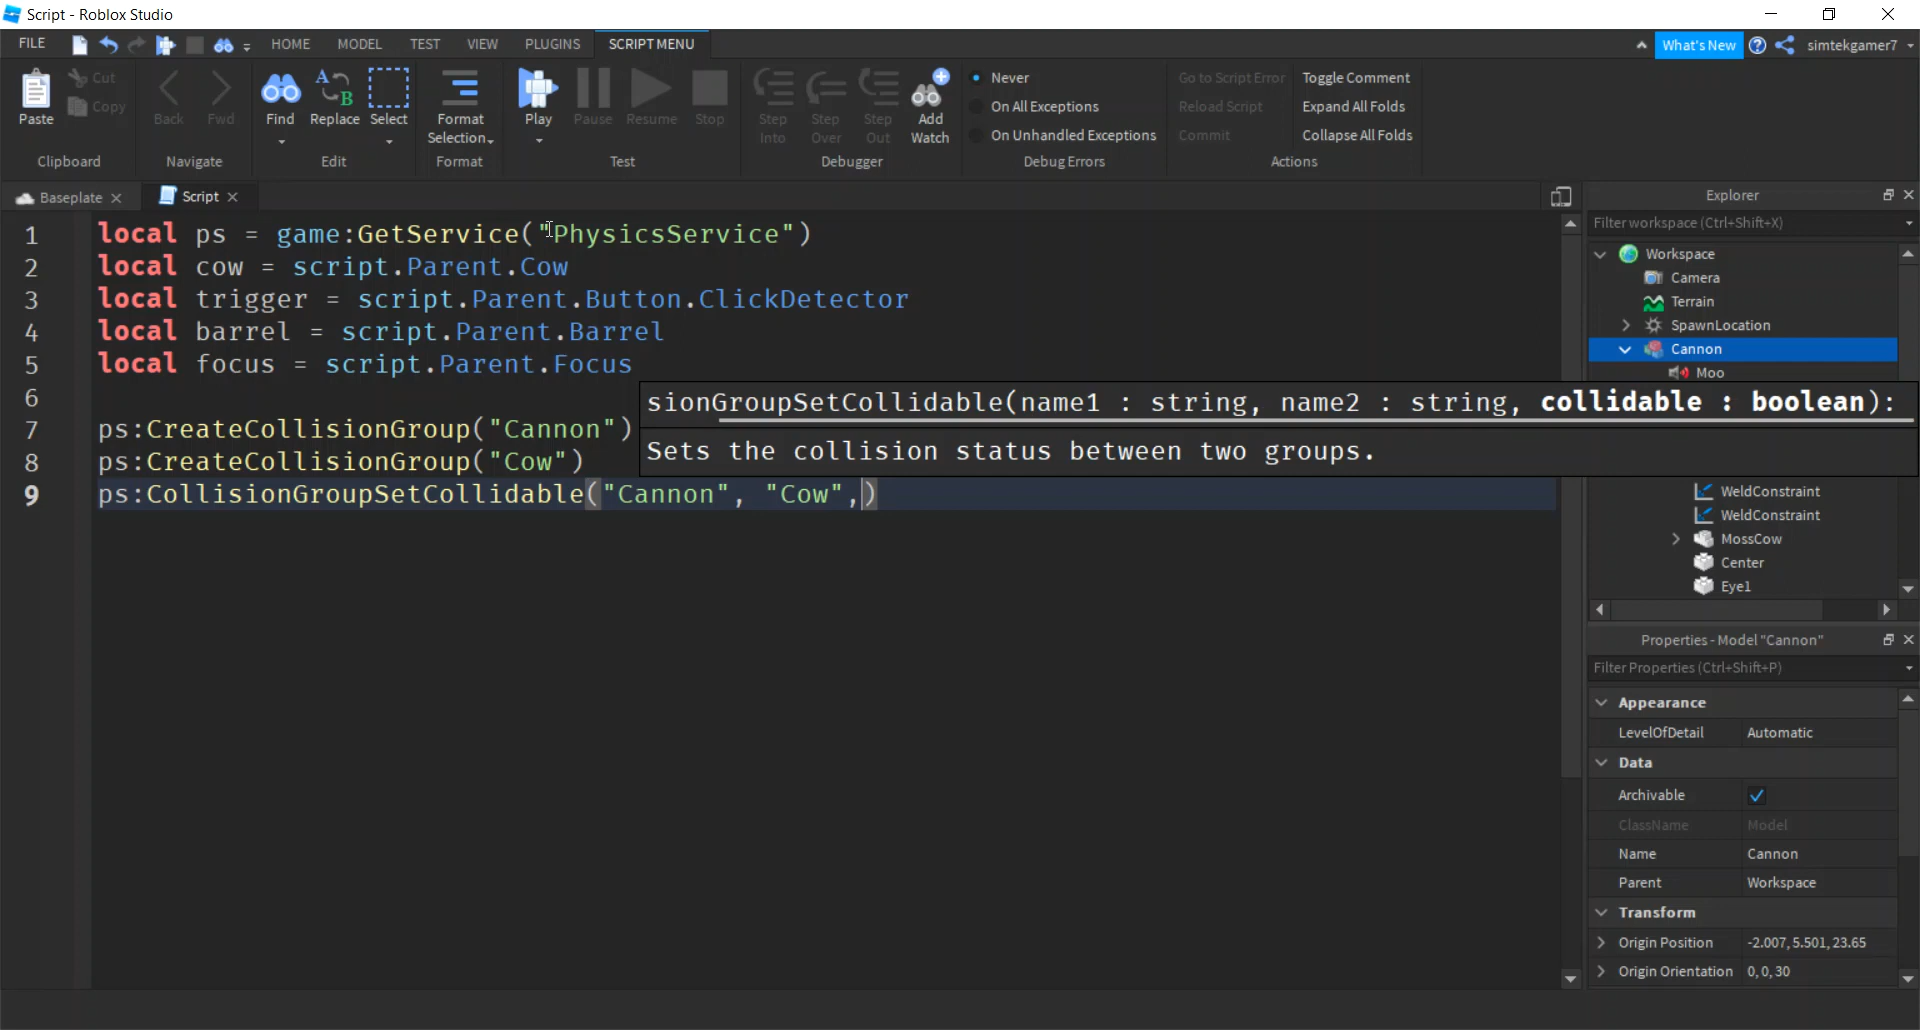 Script - Roblox Studio
FILE HOME MODEL TEST VIEW PLUGINS SCRIPT MENU What's New simtekgamer7
Paste Cut Copy Back Fwd Find Replace Select Format Selection Play Pause Resume Stop Step Into Step Over Step Out Add Watch
Never
On All Exceptions
On Unhandled Exceptions
Go to Script Error
Reload Script
Commit
Toggle Comment
Expand All Folds
Collapse All Folds
Clipboard Navigate Edit Format Test Debugger Debug Errors Actions
Baseplate Script
1 local ps = game:GetService("PhysicsService")
2 local cow = script.Parent.Cow
3 local trigger = script.Parent.Button.ClickDetector
4 local barrel = script.Parent.Barrel
5 local focus = script.Parent.Focus
6
7 ps:CreateCollisionGroup("Cannon")
8 ps:CreateCollisionGroup("Cow")
9 ps:CollisionGroupSetCollidable("Cannon", "Cow",)
sionGroupSetCollidable(name1 : string, name2 : string, collidable : boolean):
Sets the collision status between two groups.
Explorer
Filter workspace (Ctrl+Shift+X)
Workspace
Camera
Terrain
SpawnLocation
Cannon
Moo
WeldConstraint
WeldConstraint
MossCow
Center
Eye1
Properties - Model "Cannon"
Filter Properties (Ctrl+Shift+P)
Appearance
LevelOfDetail Automatic
Data
Archivable
ClassName Model
Name Cannon
Parent Workspace
Transform
Origin Position -2.007, 5.501, 23.65
Origin Orientation 0, 0, 30